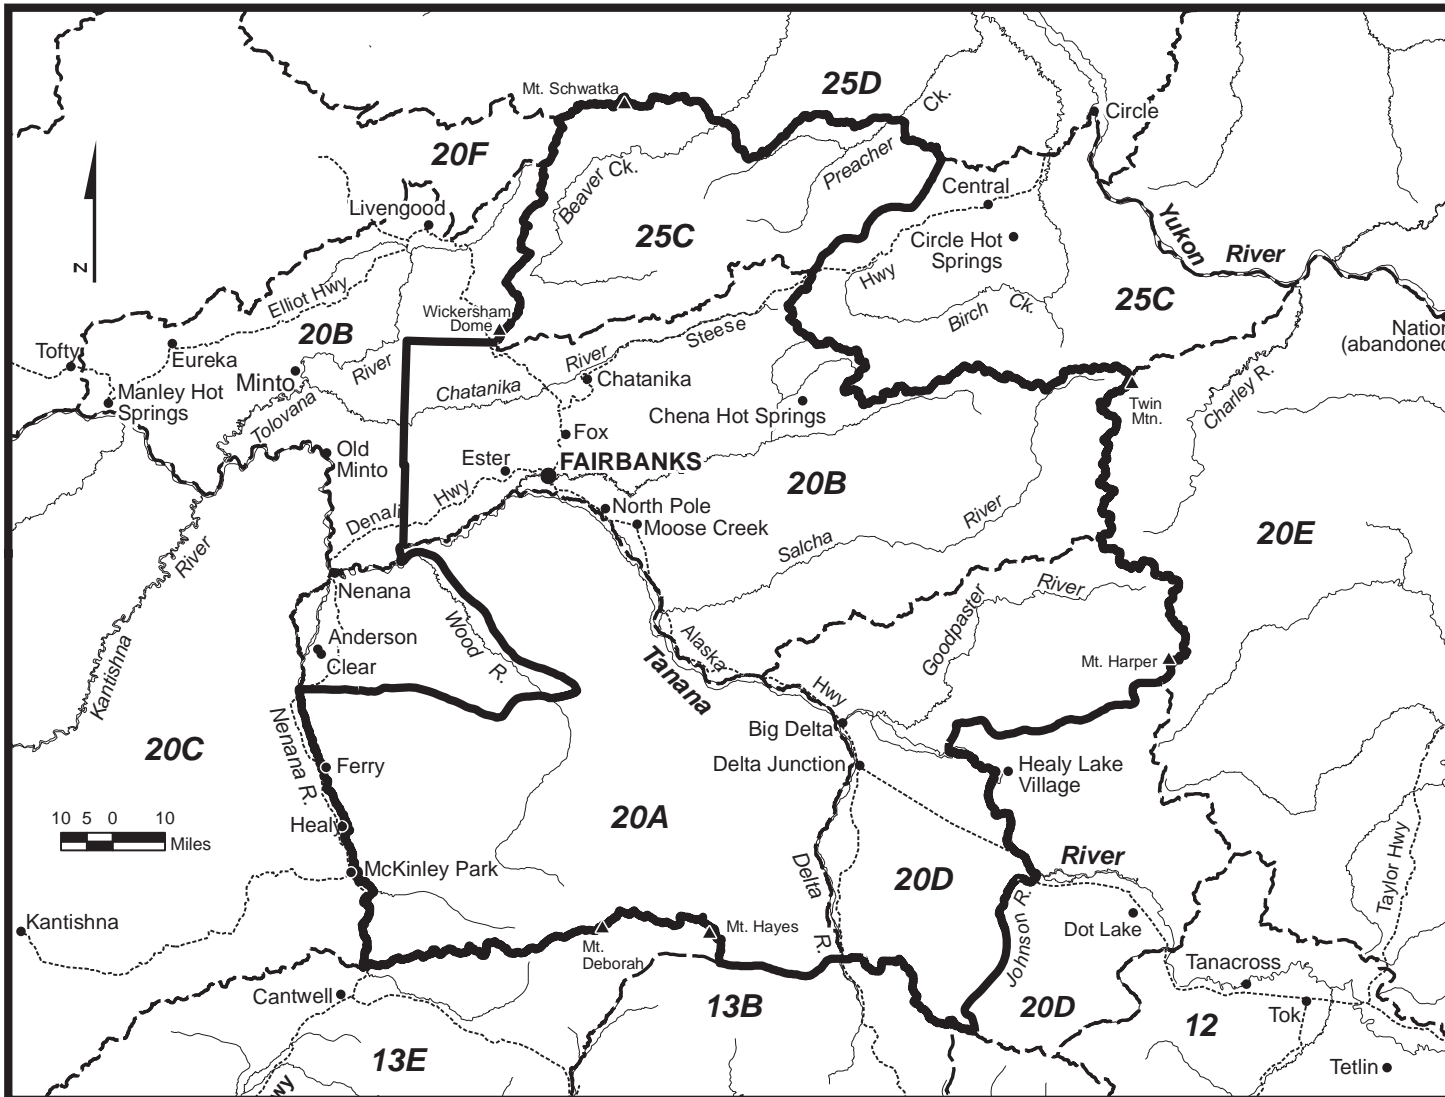 Mt. Schwatka
25D
Ck.
Circle
20F
Beaver
Ck.
Preacher
Central
Livengood
25C
Circle Hot
Springs
Yukon
River
N
Elliot Hwy
Hwy
Wickersham
Dome
Birch
Ck.
25C
20B
Steese
River
Nation
(abandoned
Tofty
Eureka
River
Minto
Chatanika
Chatanika
Manley Hot
Springs
Chena Hot Springs
Twin
Mtn.
Charley R.
Tolovana
Fox
Old
Minto
Ester
FAIRBANKS
20B
Hwy
Denali
North Pole
Moose Creek
River
Salcha
20E
River
Nenana
Goodpaster
River
Anderson
Clear
Wood
R.
Alaska
Tanana
Mt. Harper
Kantishna
Hwy
Nenana R.
20C
Big Delta
Ferry
Delta Junction
Healy Lake
Village
10 5 0 10
Miles
Healy
20A
Taylor Hwy
McKinley Park
Delta
R.
20D
River
Johnson R.
Kantishna
Mt.
Deborah
Mt. Hayes
Dot Lake
Tanacross
Cantwell
13B
20D
12
Tok
13E
Tetlin
wy